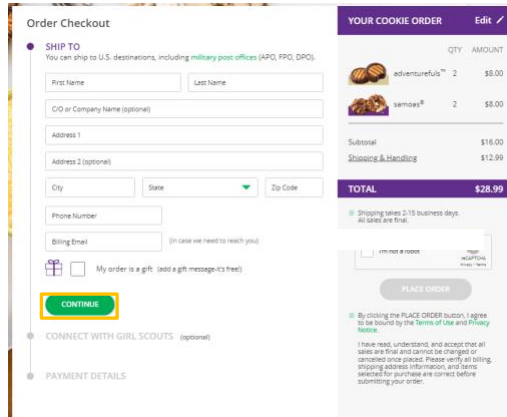 Order Checkout
SHIP TO
You can ship to U.S. destinations, including military post offices (APO, FPO, DPO).
First Name
Last Name
C/O or Company Name (optional)
Address 1
Address 2 (optional)
City
State
Zip Code
Phone Number
Billing Email
(in case we need to reach you)
My order is a gift (add a gift message-it's free!)
CONTINUE
CONNECT WITH GIRL SCOUTS (optional)
PAYMENT DETAILS
YOUR COOKIE ORDER
Edit
QTY AMOUNT
adventurefuls™ 2 $8.00
samoas® 2 $8.00
Subtotal $16.00
Shipping & Handling $12.99
TOTAL $28.99
Shipping takes 2-15 business days.
All sales are final.
I'm not a robot
reCAPTCHA
Privacy - Terms
PLACE ORDER
By clicking the PLACE ORDER button, I agree
to be bound by the Terms of Use and Privacy
Notice.
I have read, understand, and accept that all
sales are final and cannot be changed or
cancelled once placed. Please verify all billing,
shipping address information, and items
selected for purchase are correct before
submitting your order.